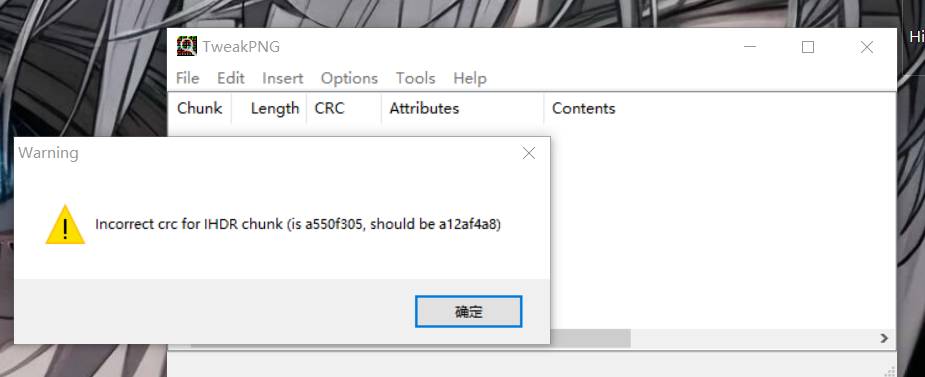 TweakPNG
Hi
File Edit Insert Options Tools Help
Chunk Length CRC Attributes Contents
Warning
Incorrect crc for IHDR chunk (is a550f305, should be a12af4a8)
确定